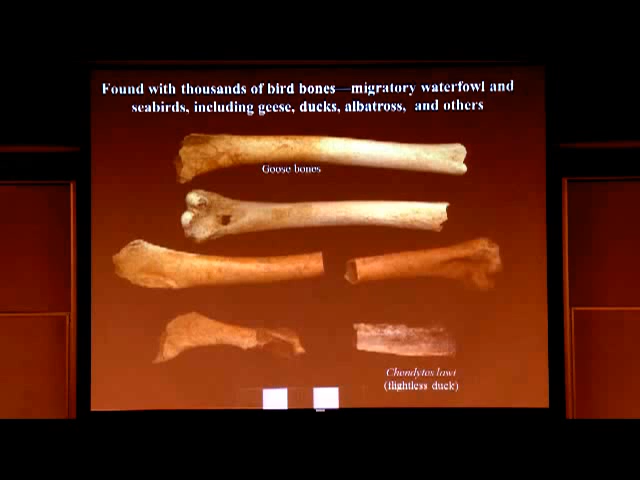 Found with thousands of bird bones—migratory waterfowl and
seabirds, including geese, ducks, albatross, and others
Goose bones
Chendytes lawi
(flightless duck)